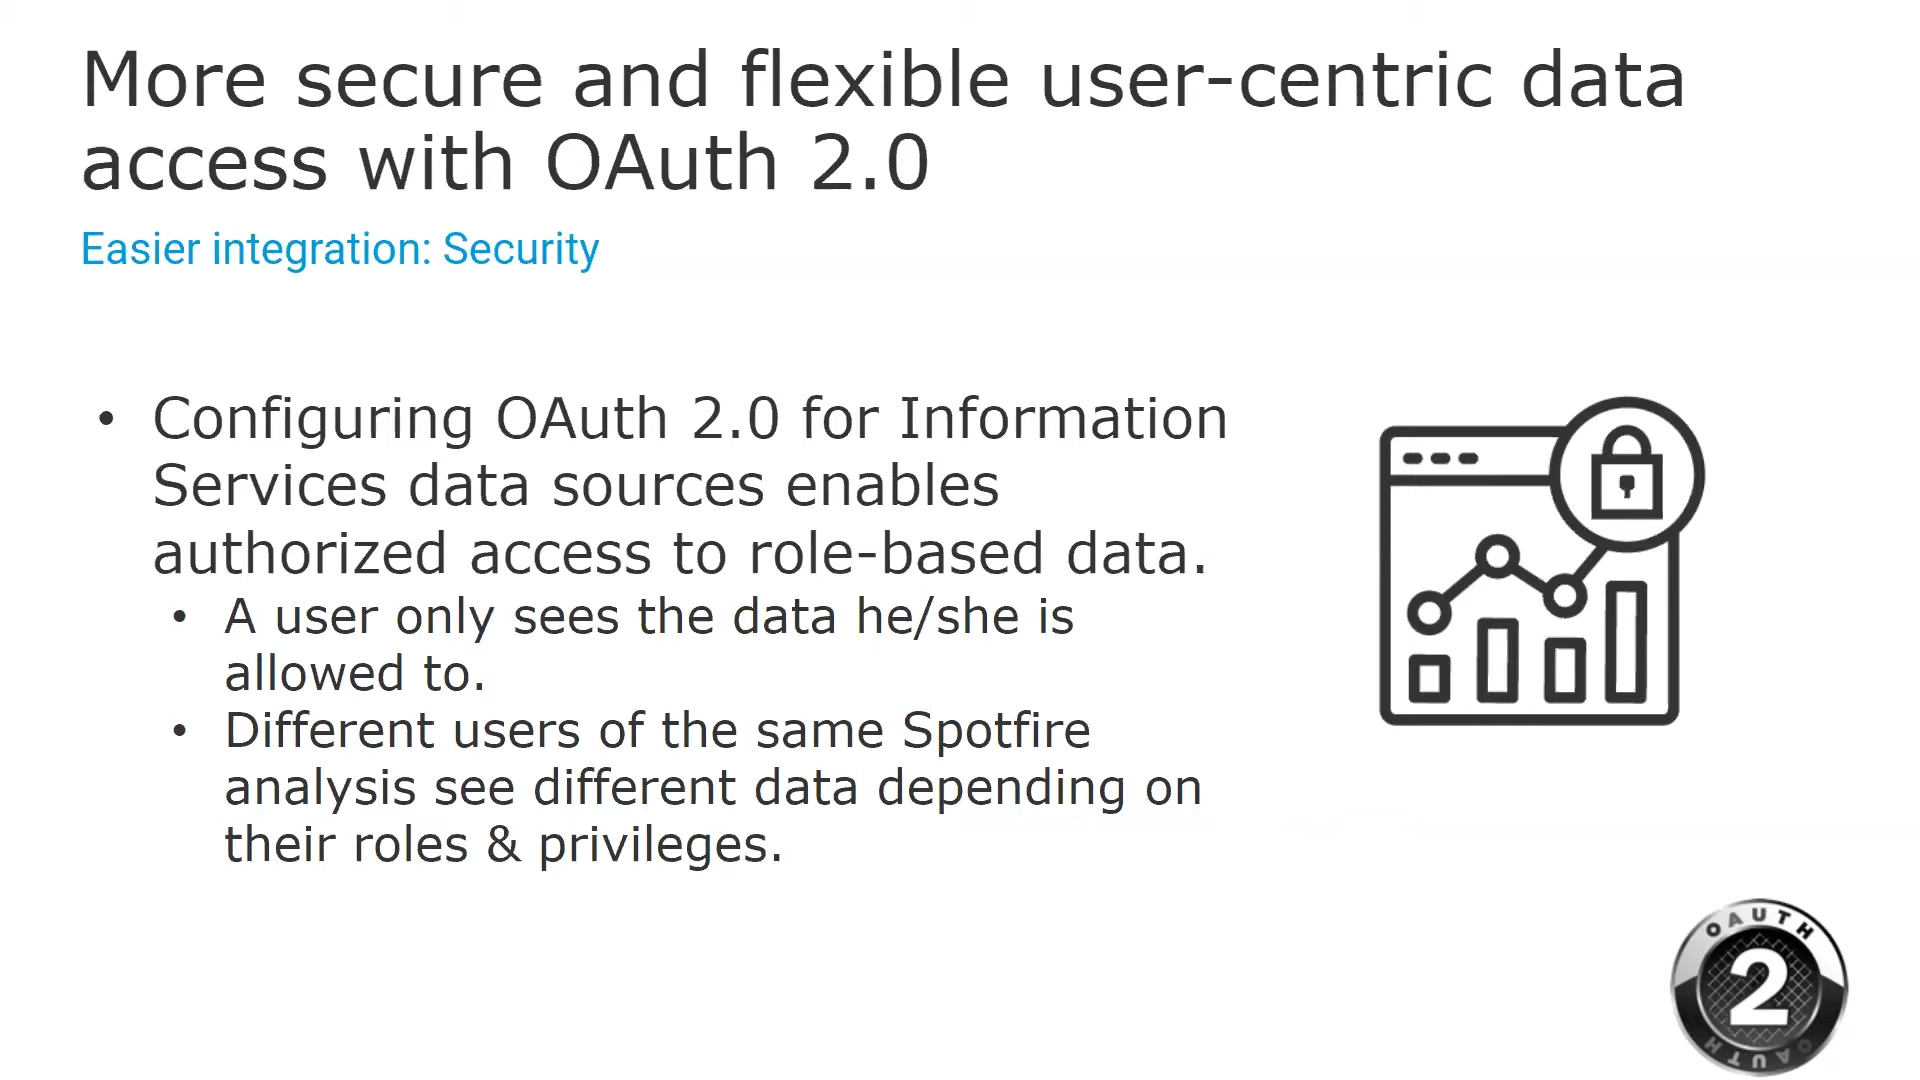 More secure and flexible user-centric data
access with OAuth 2.0
Easier integration: Security
• Configuring OAuth 2.0 for Information
Services data sources enables
authorized access to role-based data.
• A user only sees the data he/she is
allowed to.
• Different users of the same Spotfire
analysis see different data depending on
their roles & privileges.
OAUTH
2
OAUTH